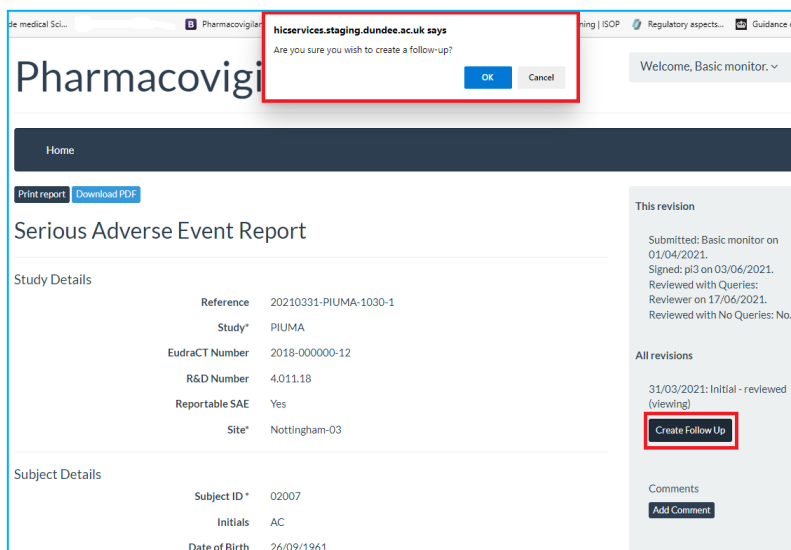 de medical Sci...
Pharmacovigilan
ning | ISOP
Regulatory aspects...
Guidance
hicservices.staging.dundee.ac.uk says
Are you sure you wish to create a follow-up?
OK Cancel
Pharmacovigi
Welcome, Basic monitor.
Home
Print report Download PDF
Serious Adverse Event Report
Study Details
Reference 20210331-PIUMA-1030-1
Study* PIUMA
EudraCT Number 2018-000000-12
R&D Number 4.011.18
Reportable SAE Yes
Site* Nottingham-03
Subject Details
Subject ID * 02007
Initials AC
Date of Birth 26/09/1961
This revision
Submitted: Basic monitor on
01/04/2021.
Signed: pi3 on 03/06/2021.
Reviewed with Queries:
Reviewer on 17/06/2021.
Reviewed with No Queries: No.
All revisions
31/03/2021: Initial - reviewed
(viewing)
Create Follow Up
Comments
Add Comment